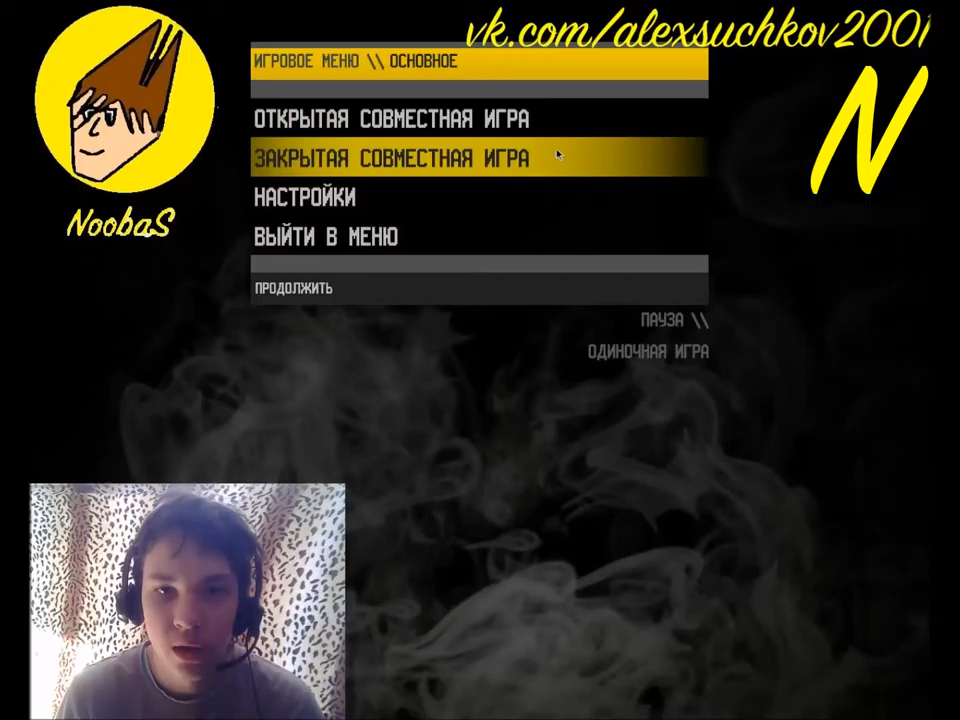 vk.com/alexsuchkov2001
ИГРОВОЕ МЕНЮ \\ ОСНОВНОЕ
ОТКРЫТАЯ СОВМЕСТНАЯ ИГРА
ЗАКРЫТАЯ СОВМЕСТНАЯ ИГРА
НАСТРОЙКИ
ВЫЙТИ В МЕНЮ
ПРОДОЛЖИТЬ
ПАУЗА \\
ОДИНОЧНАЯ ИГРА
NoobaS
N